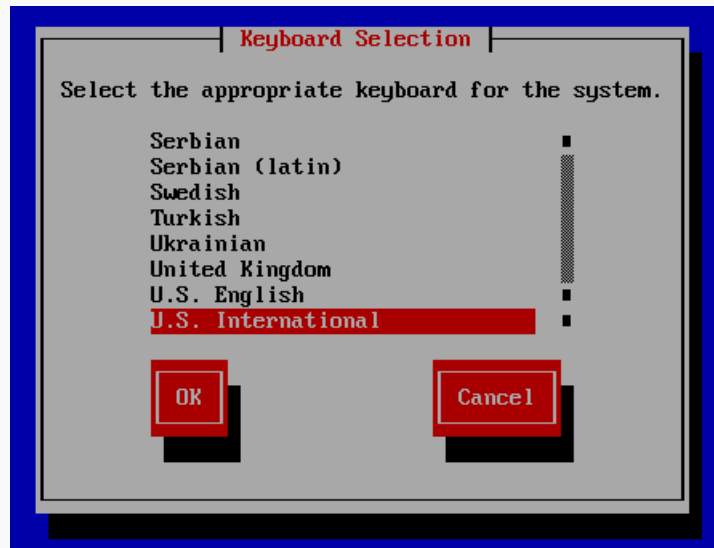 Keyboard Selection
Select the appropriate keyboard for the system.
Serbian
Serbian (latin)
Swedish
Turkish
Ukrainian
United Kingdom
U.S. English
U.S. International
OK Cancel